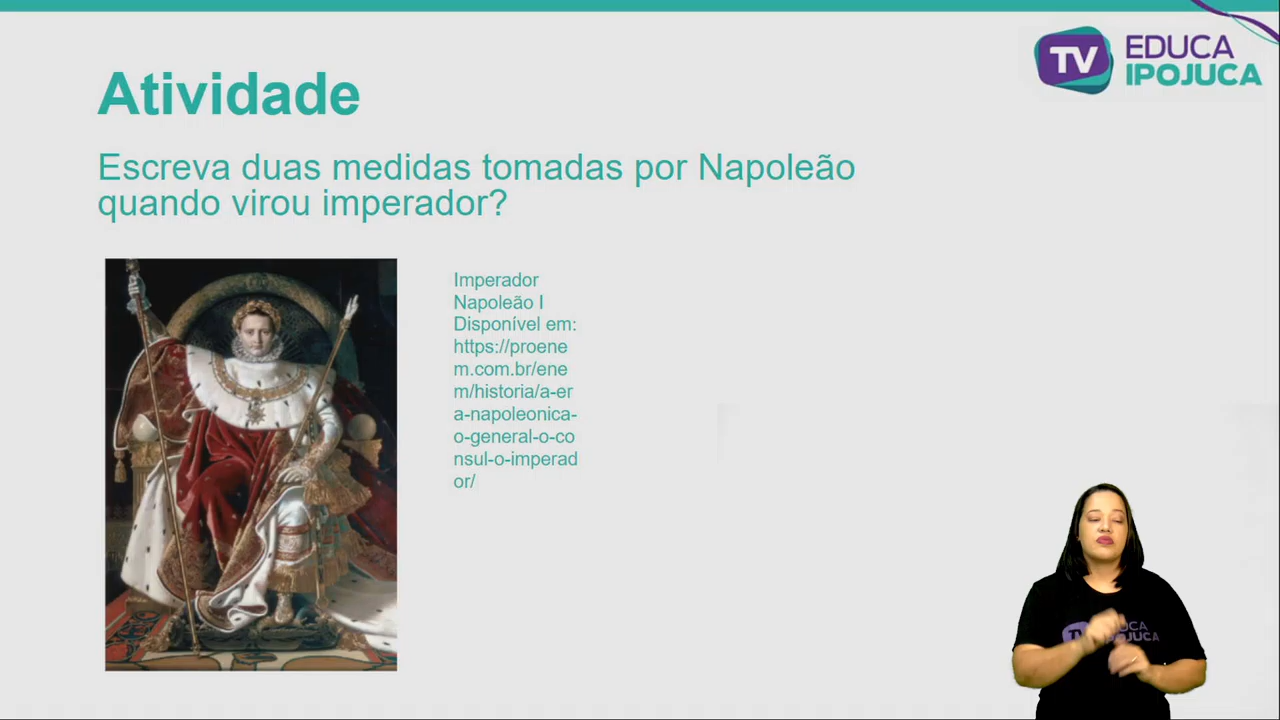 TV EDUCA
IPOJUCA
Atividade
Escreva duas medidas tomadas por Napoleão
quando virou imperador?
Imperador
Napoleão I
Disponível em:
https://proene
m.com.br/ene
m/historia/a-er
a-napoleonica-
o-general-o-co
nsul-o-imperad
or/